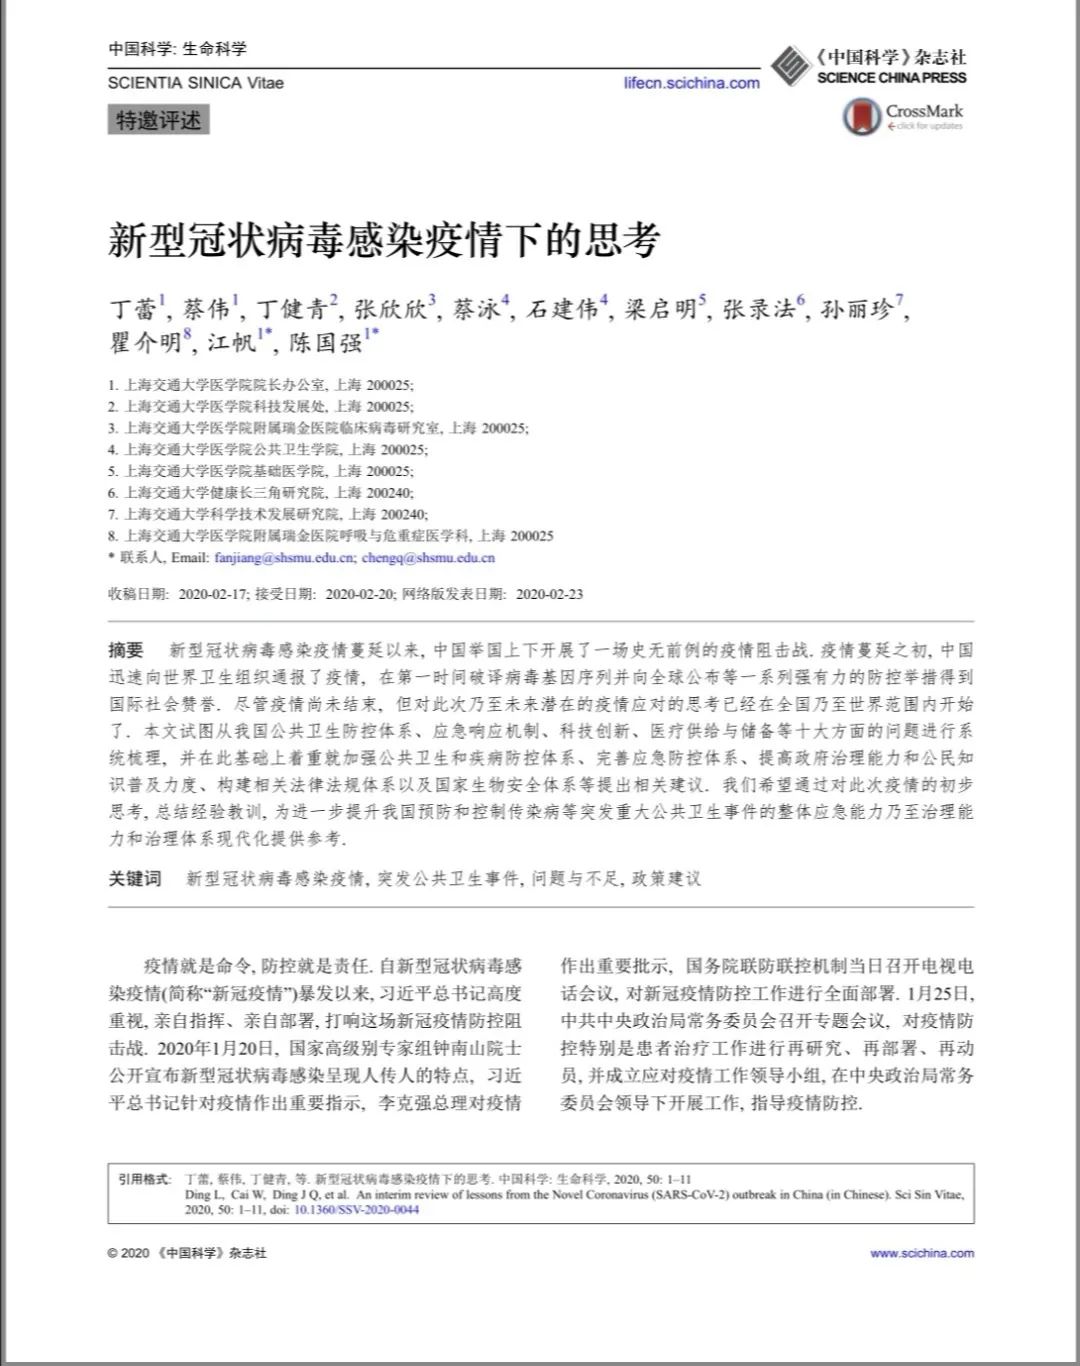 中国科学: 生命科学
SCIENTIA SINICA Vitae
lifecn.scichina.com
《中国科学》杂志社
SCIENCE CHINA PRESS
特邀评述
CrossMark
click for updates
新型冠状病毒感染疫情下的思考
丁蕾1, 蔡伟1, 丁健青2, 张欣欣3, 蔡泳4, 石建伟4, 梁启明5, 张录法6, 孙丽珍7,
瞿介明8, 江帆1*, 陈国强1*
1. 上海交通大学医学院院长办公室, 上海 200025;
2. 上海交通大学医学院科技发展处, 上海 200025;
3. 上海交通大学医学院附属瑞金医院临床病毒研究室, 上海 200025;
4. 上海交通大学医学院公共卫生学院, 上海 200025;
5. 上海交通大学医学院基础医学院, 上海 200025;
6. 上海交通大学健康长三角研究院, 上海 200240;
7. 上海交通大学科学技术发展研究院, 上海 200240;
8. 上海交通大学医学院附属瑞金医院呼吸与危重症医学科, 上海 200025
* 联系人, Email: fanjiang@shsmu.edu.cn; chengq@shsmu.edu.cn
收稿日期: 2020-02-17; 接受日期: 2020-02-20; 网络版发表日期: 2020-02-23
摘要 新型冠状病毒感染疫情蔓延以来, 中国举国上下开展了一场史无前例的疫情阻击战. 疫情蔓延之初, 中国
迅速向世界卫生组织通报了疫情, 在第一时间破译病毒基因序列并向全球公布等一系列强有力的防控举措得到
国际社会赞誉. 尽管疫情尚未结束, 但对此次乃至未来潜在的疫情应对的思考已经在全国乃至世界范围内开始
了. 本文试图从我国公共卫生防控体系、应急响应机制、科技创新、医疗供给与储备等十大方面的问题进行系
统梳理, 并在此基础上着重就加强公共卫生和疾病防控体系、完善应急防控体系、提高政府治理能力和公民知
识普及力度、构建相关法律法规体系以及国家生物安全体系等提出相关建议. 我们希望通过对此次疫情的初步
思考, 总结经验教训, 为进一步提升我国预防和控制传染病等突发重大公共卫生事件的整体应急能力乃至治理能
力和治理体系现代化提供参考.
关键词 新型冠状病毒感染疫情, 突发公共卫生事件, 问题与不足, 政策建议
疫情就是命令, 防控就是责任. 自新型冠状病毒感
染疫情(简称“新冠疫情”)暴发以来, 习近平总书记高度
重视, 亲自指挥、亲自部署, 打响这场新冠疫情防控阻
击战. 2020年1月20日, 国家高级别专家组钟南山院士
公开宣布新型冠状病毒感染呈现人传人的特点, 习近
平总书记针对疫情作出重要指示, 李克强总理对疫情
作出重要批示, 国务院联防联控机制当日召开电视电
话会议, 对新冠疫情防控工作进行全面部署. 1月25日,
中共中央政治局常务委员会召开专题会议, 对疫情防
控特别是患者治疗工作进行再研究、再部署、再动
员, 并成立应对疫情工作领导小组, 在中央政治局常务
委员会领导下开展工作, 指导疫情防控.
引用格式: 丁蕾, 蔡伟, 丁健青, 等. 新型冠状病毒感染疫情下的思考. 中国科学: 生命科学, 2020, 50: 1–11
Ding L, Cai W, Ding J Q, et al. An interim review of lessons from the Novel Coronavirus (SARS-CoV-2) outbreak in China (in Chinese). Sci Sin Vitae,
2020, 50: 1–11, doi: 10.1360/SSV-2020-0044
© 2020 《中国科学》杂志社
www.scichina.com